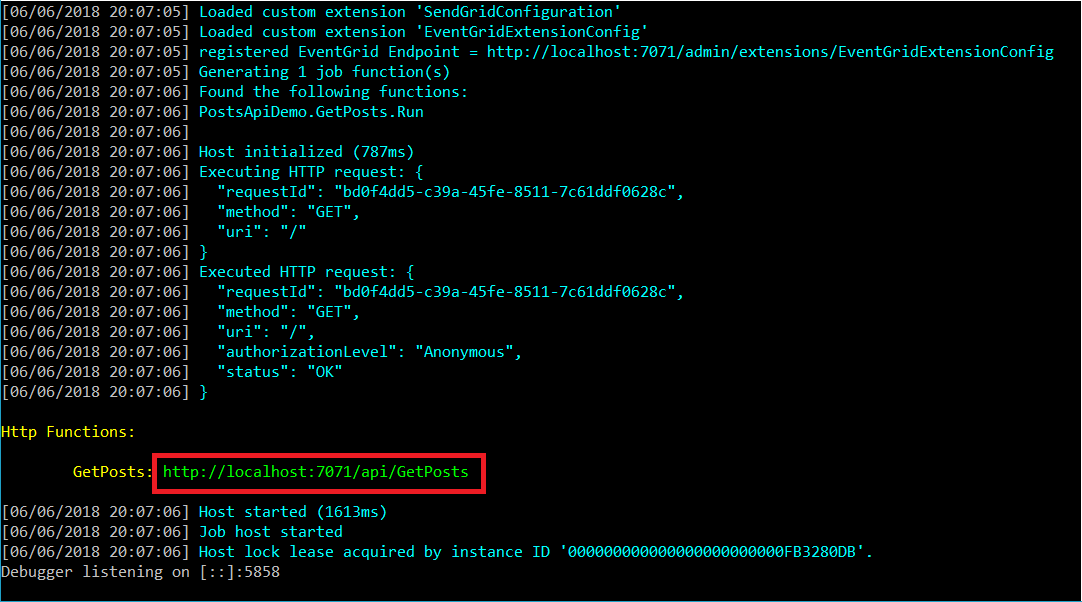 [06/06/2018 20:07:05] Loaded custom extension 'SendGridConfiguration'
[06/06/2018 20:07:05] Loaded custom extension 'EventGridExtensionConfig'
[06/06/2018 20:07:05] registered EventGrid Endpoint = http://localhost:7071/admin/extensions/EventGridExtensionConfig
[06/06/2018 20:07:05] Generating 1 job function(s)
[06/06/2018 20:07:06] Found the following functions:
[06/06/2018 20:07:06] PostsApiDemo.GetPosts.Run
[06/06/2018 20:07:06]
[06/06/2018 20:07:06] Host initialized (787ms)
[06/06/2018 20:07:06] Executing HTTP request: {
[06/06/2018 20:07:06]   "requestId": "bd0f4dd5-c39a-45fe-8511-7c61ddf0628c",
[06/06/2018 20:07:06]   "method": "GET",
[06/06/2018 20:07:06]   "uri": "/"
[06/06/2018 20:07:06] }
[06/06/2018 20:07:06] Executed HTTP request: {
[06/06/2018 20:07:06]   "requestId": "bd0f4dd5-c39a-45fe-8511-7c61ddf0628c",
[06/06/2018 20:07:06]   "method": "GET",
[06/06/2018 20:07:06]   "uri": "/",
[06/06/2018 20:07:06]   "authorizationLevel": "Anonymous",
[06/06/2018 20:07:06]   "status": "OK"
[06/06/2018 20:07:06] }
Http Functions:
GetPosts: http://localhost:7071/api/GetPosts
[06/06/2018 20:07:06] Host started (1613ms)
[06/06/2018 20:07:06] Job host started
[06/06/2018 20:07:06] Host lock lease acquired by instance ID '000000000000000000000000FB3280DB'.
Debugger listening on [::]:5858